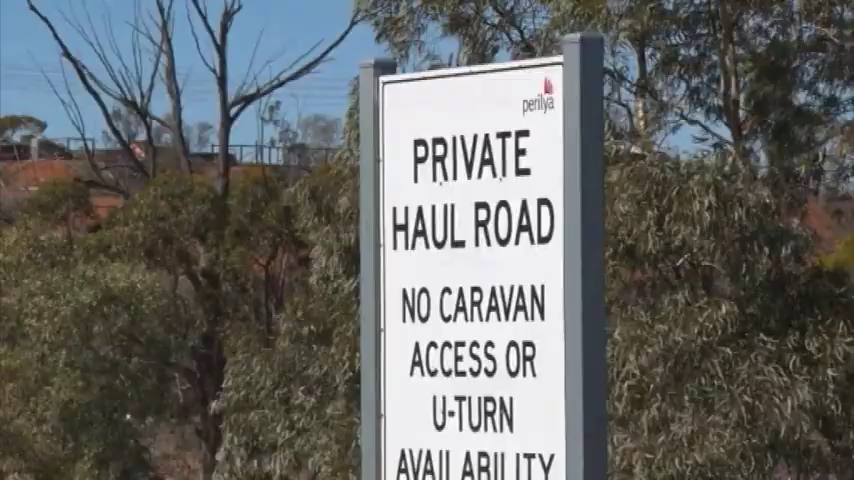 perilya
PRIVATE
HAUL ROAD
NO CARAVAN
ACCESS OR
U-TURN
AVAILABILITY